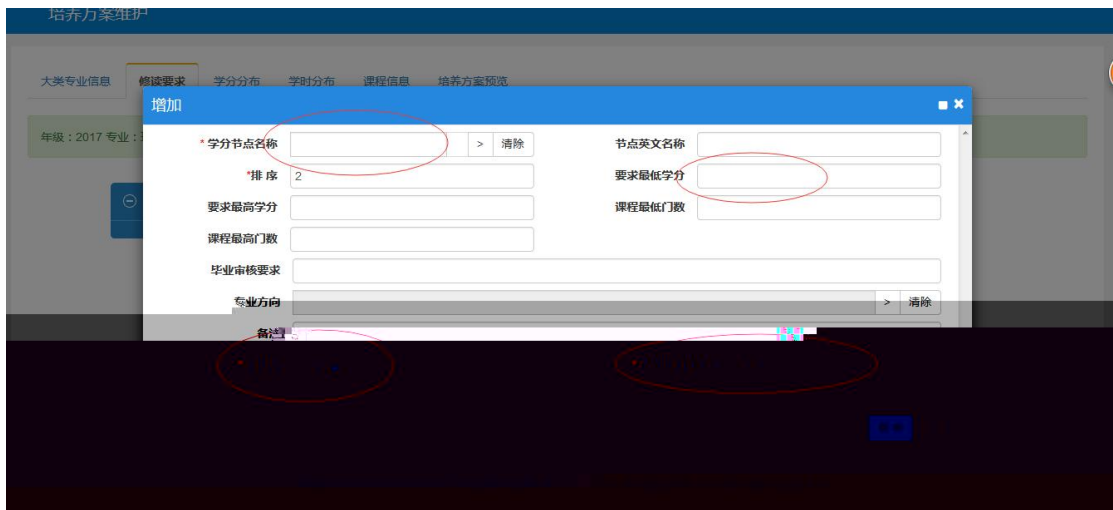 培养方案维护
大类专业信息 修读要求 学分分布 学时分布 课程信息 培养方案预览
增加
年级：2017 专业：
* 学分节点名称 > 清除 节点英文名称
*排 序 2 要求最低学分
要求最高学分 课程最低门数
课程最高门数
毕业审核要求
专业方向 > 清除
备注